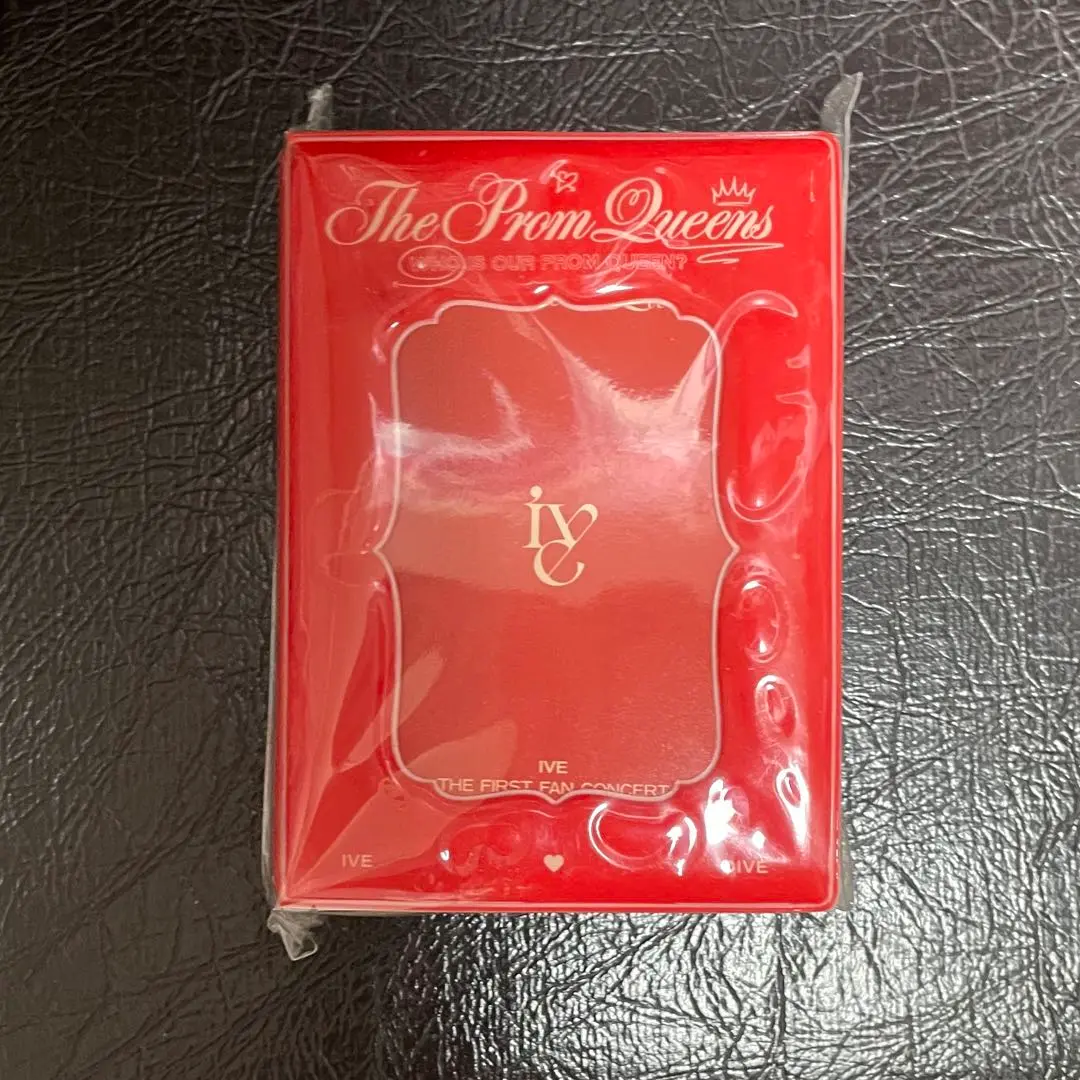 The Prom Queens
WHO IS OUR PROM QUEEN?
IVE
IVE
THE FIRST FAN CONCERT
IVE
DIVE